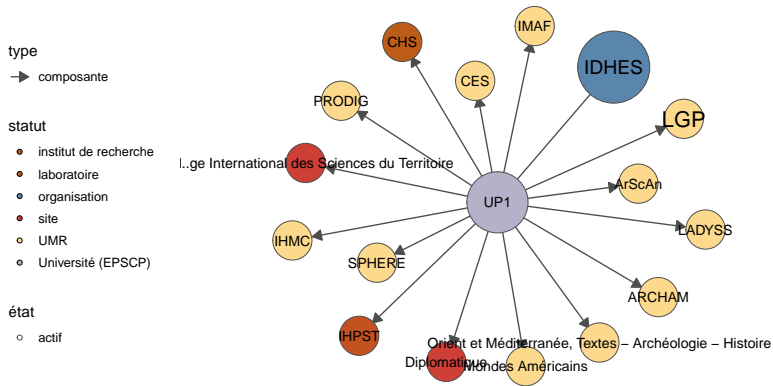 type
composante
statut
institut de recherche
laboratoire
organisation
site
UMR
Université (EPSCP)
état
actif
IMAF
CHS
IDHES
CES
PRODIG
LGP
l..ge International des Sciences du Territoire
ArScAn
UP1
LADYSS
IHMC
SPHERE
ARCHAM
IHPST
Orient et Méditerranée, Textes – Archéologie – Histoire
Diplomatique
Mondes Américains